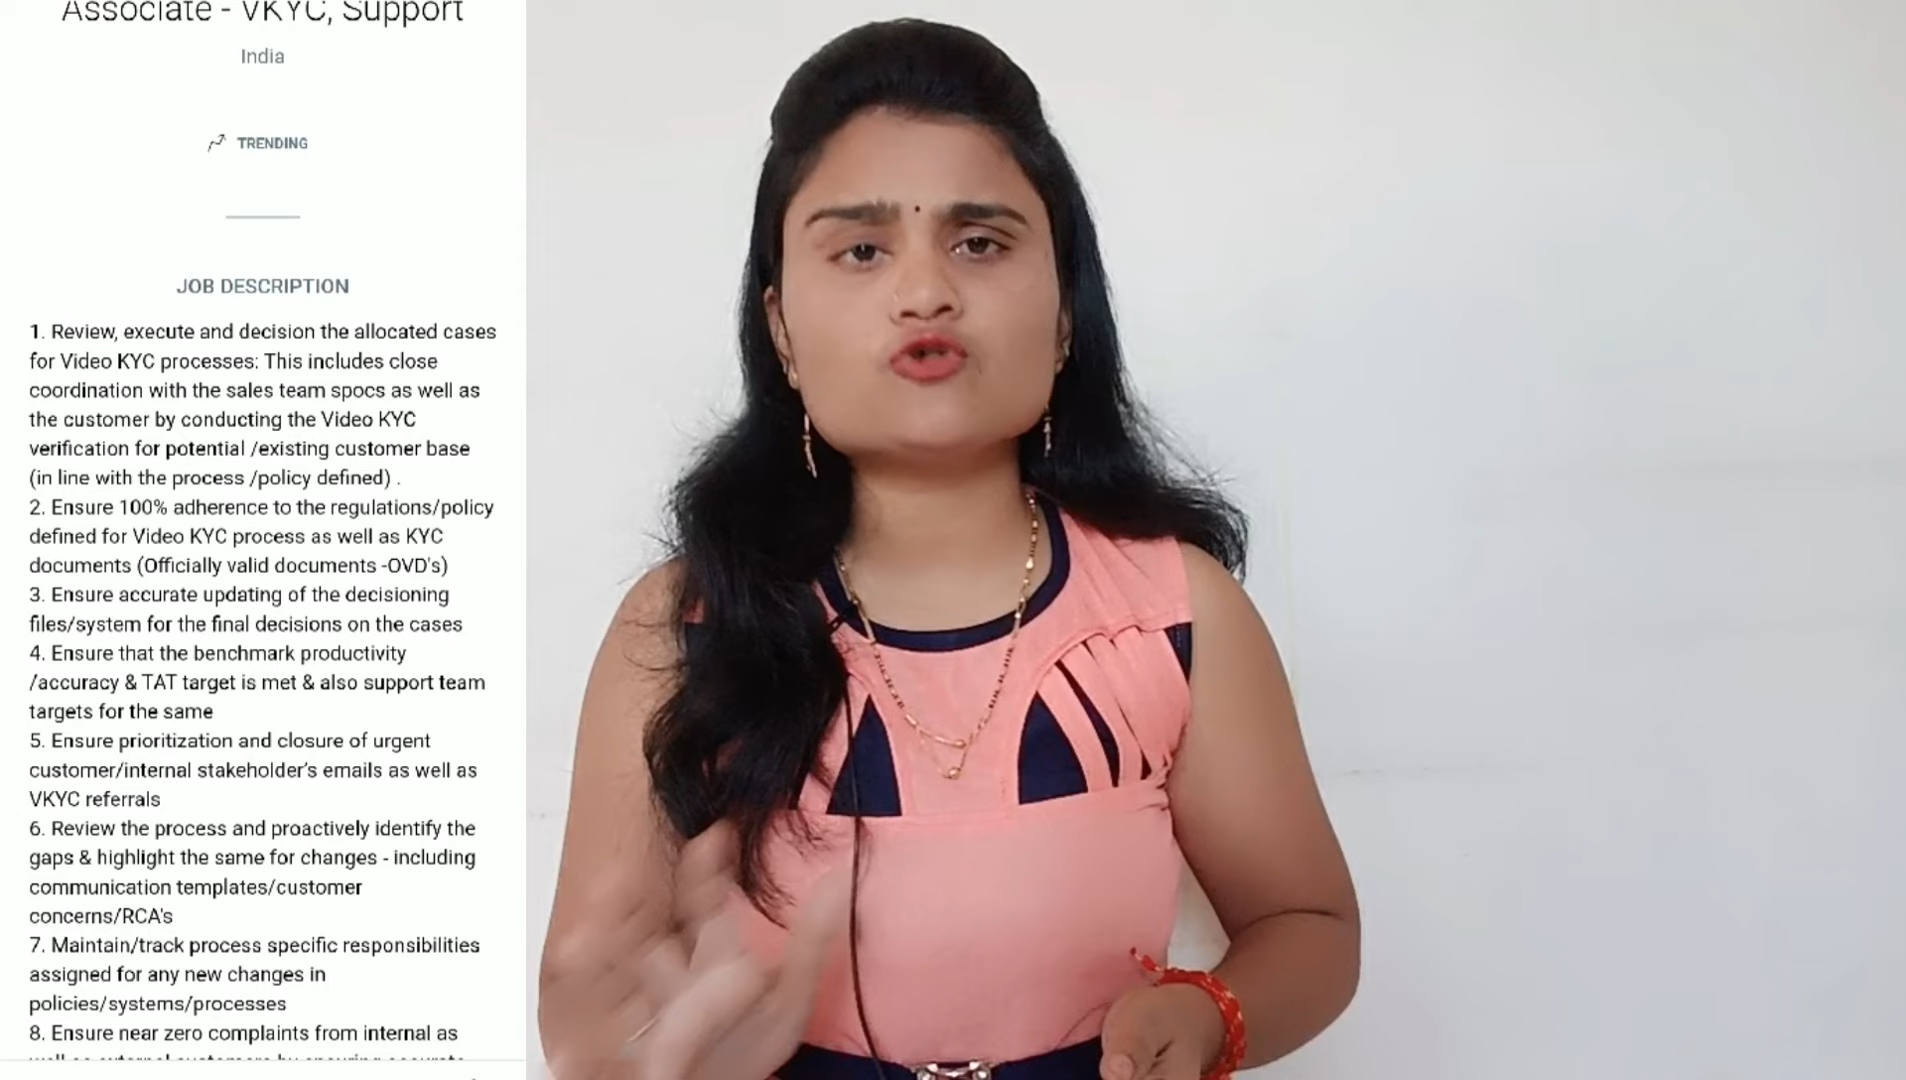 Associate - VKYC, Support
India
TRENDING
JOB DESCRIPTION
1. Review, execute and decision the allocated cases
for Video KYC processes: This includes close
coordination with the sales team spocs as well as
the customer by conducting the Video KYC
verification for potential /existing customer base
(in line with the process /policy defined) .
2. Ensure 100% adherence to the regulations/policy
defined for Video KYC process as well as KYC
documents (Officially valid documents -OVD's)
3. Ensure accurate updating of the decisioning
files/system for the final decisions on the cases
4. Ensure that the benchmark productivity
/accuracy & TAT target is met & also support team
targets for the same
5. Ensure prioritization and closure of urgent
customer/internal stakeholder's emails as well as
VKYC referrals
6. Review the process and proactively identify the
gaps & highlight the same for changes - including
communication templates/customer
concerns/RCA's
7. Maintain/track process specific responsibilities
assigned for any new changes in
policies/systems/processes
8. Ensure near zero complaints from internal as
well as external customers by ensuring accurate